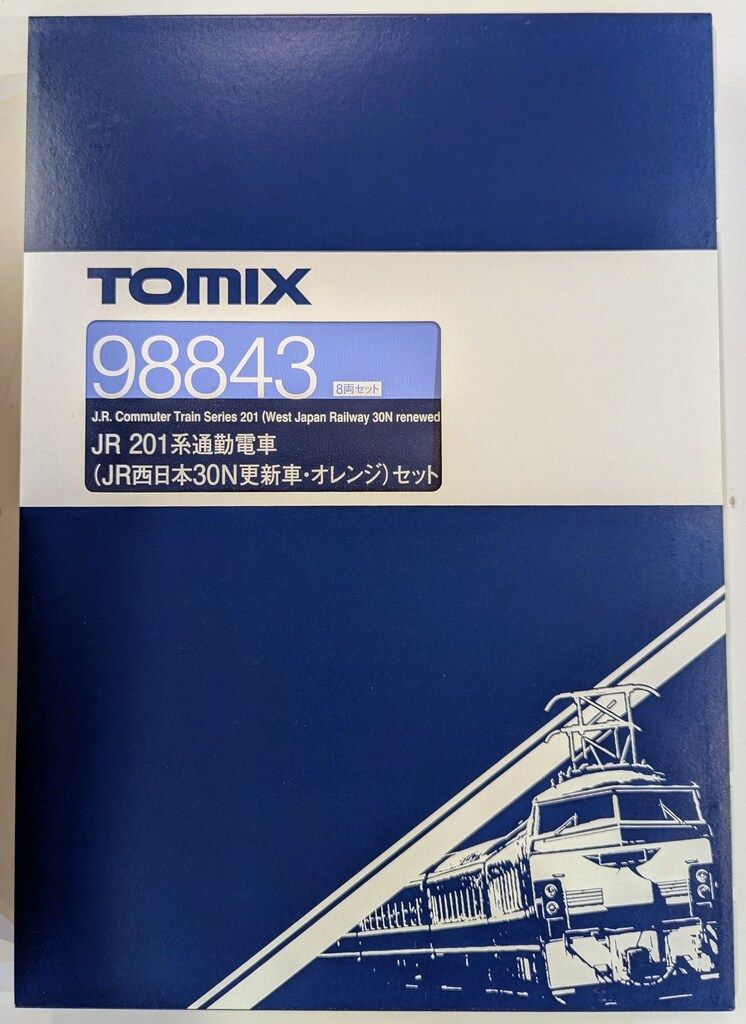 TOMIX
98843 8両セット
J.R. Commuter Train Series 201 (West Japan Railway 30N renewed
JR 201系通勤電車
(JR西日本30N更新車・オレンジ)セット